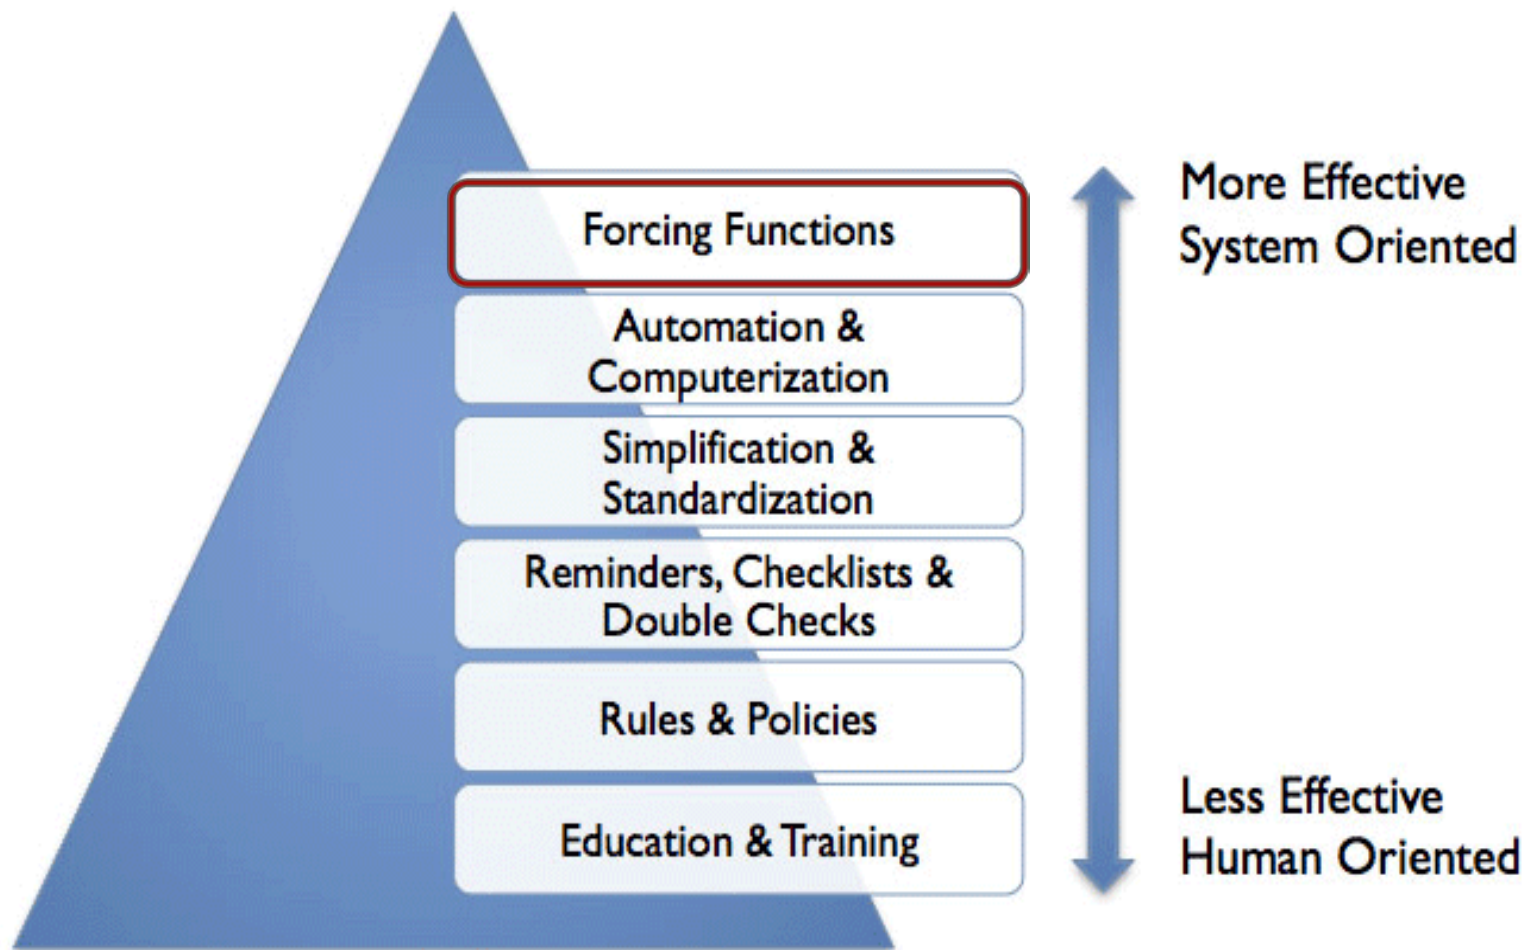 Forcing Functions
Automation &
Computerization
Simplification &
Standardization
Reminders, Checklists &
Double Checks
Rules & Policies
Education & Training
More Effective
System Oriented
Less Effective
Human Oriented